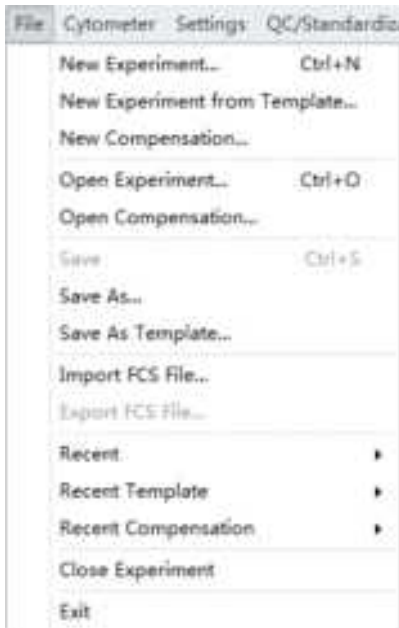 File Cytometer Settings QC/Standardiz
New Experiment... Ctrl+N
New Experiment from Template...
New Compensation...
Open Experiment... Ctrl+O
Open Compensation...
Save Ctrl+S
Save As...
Save As Template...
Import FCS File...
Export FCS File...
Recent
Recent Template
Recent Compensation
Close Experiment
Exit